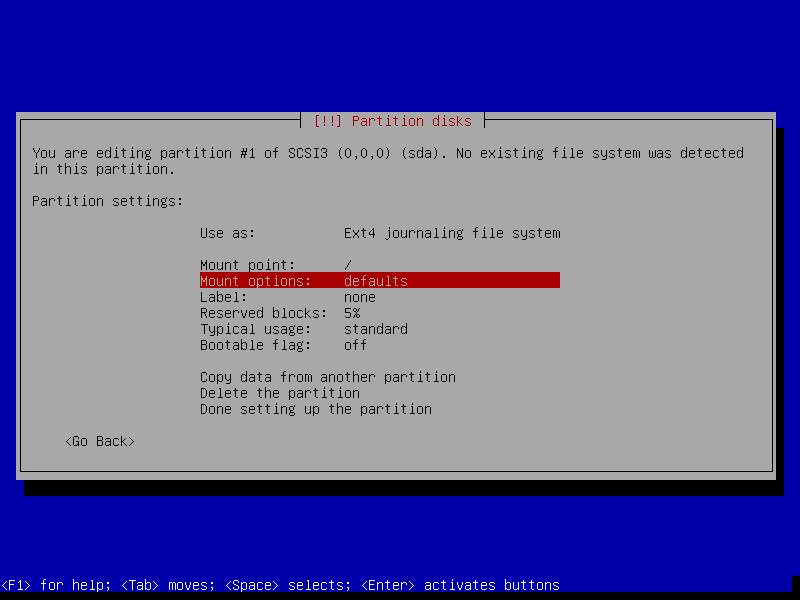 [!!] Partition disks
You are editing partition #1 of SCSI3 (0,0,0) (sda). No existing file system was detected
in this partition.
Partition settings:
Use as: Ext4 journaling file system
Mount point: /
Mount options: defaults
Label: none
Reserved blocks: 5%
Typical usage: standard
Bootable flag: off
Copy data from another partition
Delete the partition
Done setting up the partition
<Go Back>
<F1> for help; <Tab> moves; <Space> selects; <Enter> activates buttons